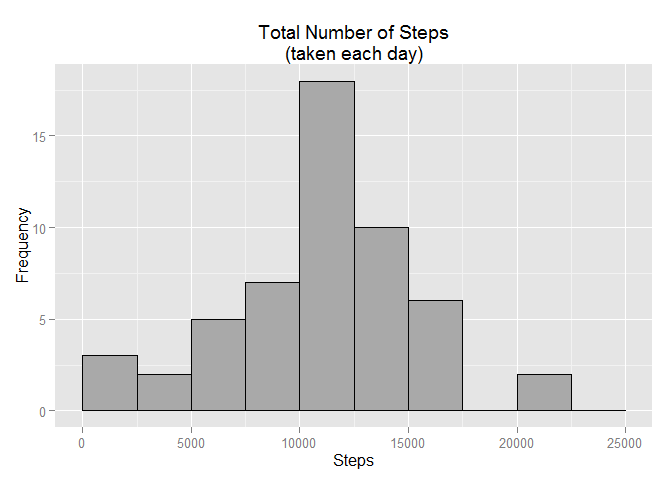 Total Number of Steps
(taken each day)
Frequency
15
10
5
0
0 5000 10000 15000 20000 25000
Steps